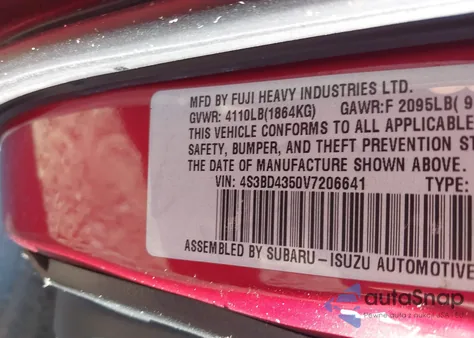 MFD BY FUJI HEAVY INDUSTRIES LTD.
GVWR: 4110LB(1864KG) GAWR:F 2095LB(
THIS VEHICLE CONFORMS TO ALL APPLICABLE
SAFETY, BUMPER, AND THEFT PREVENTION ST
THE DATE OF MANUFACTURE SHOWN ABOVE.
VIN: 4S3BD4350V7206641 TYPE:
ASSEMBLED BY SUBARU-ISUZU AUTOMOTIVE
autoSnap